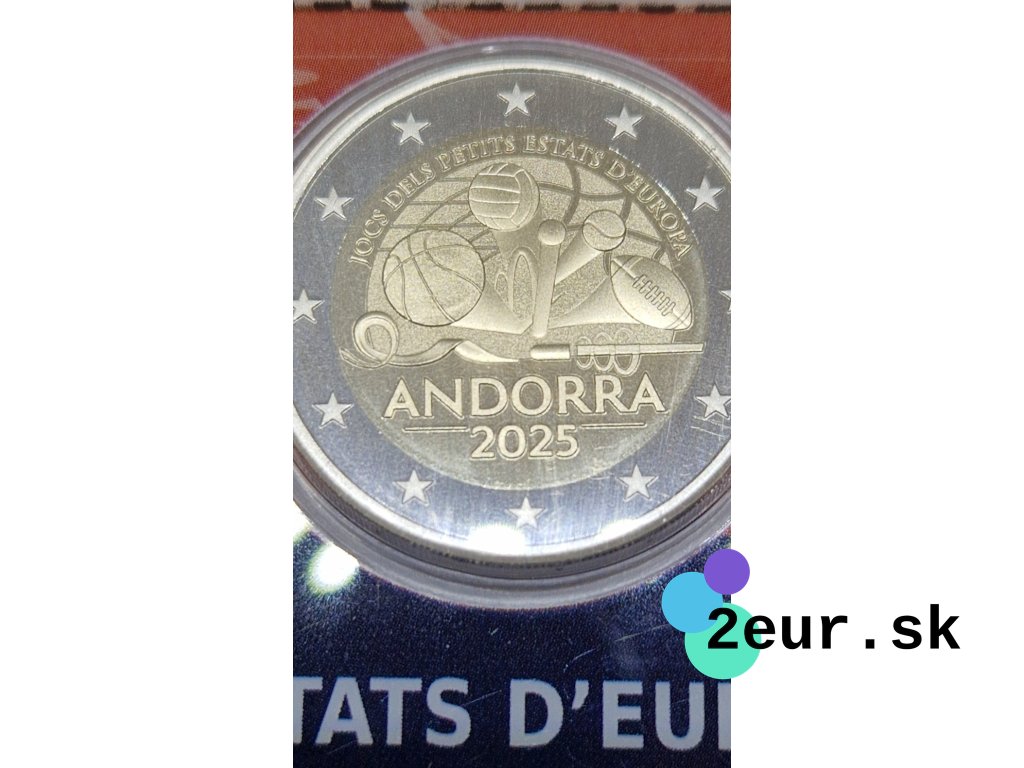 JOCS DELS PETITS ESTATS D'EUROPA
ANDORRA
2025
2eur.sk
TATS D'EU